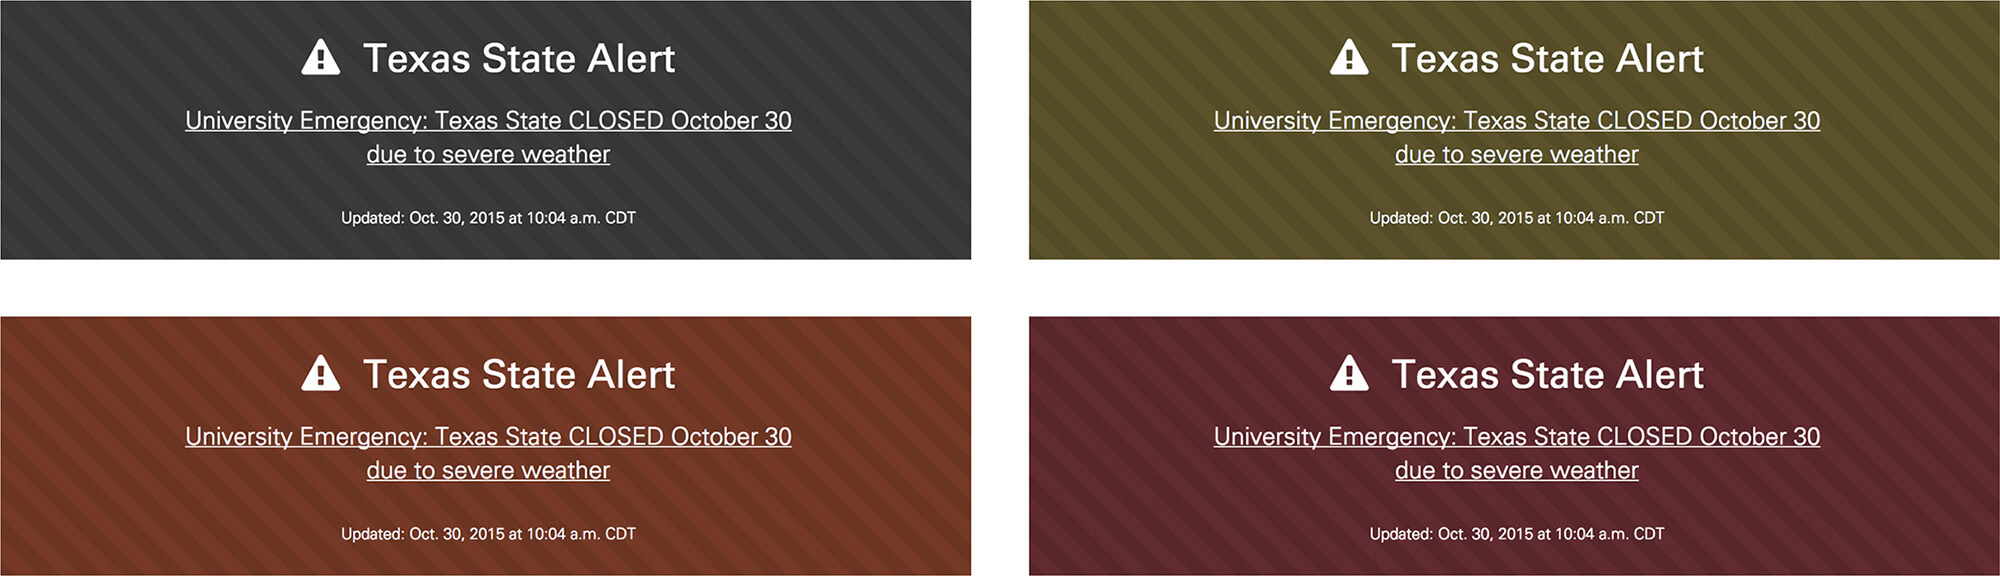 Texas State Alert
University Emergency: Texas State CLOSED October 30
due to severe weather
Updated: Oct. 30, 2015 at 10:04 a.m. CDT
Texas State Alert
University Emergency: Texas State CLOSED October 30
due to severe weather
Updated: Oct. 30, 2015 at 10:04 a.m. CDT
Texas State Alert
University Emergency: Texas State CLOSED October 30
due to severe weather
Updated: Oct. 30, 2015 at 10:04 a.m. CDT
Texas State Alert
University Emergency: Texas State CLOSED October 30
due to severe weather
Updated: Oct. 30, 2015 at 10:04 a.m. CDT